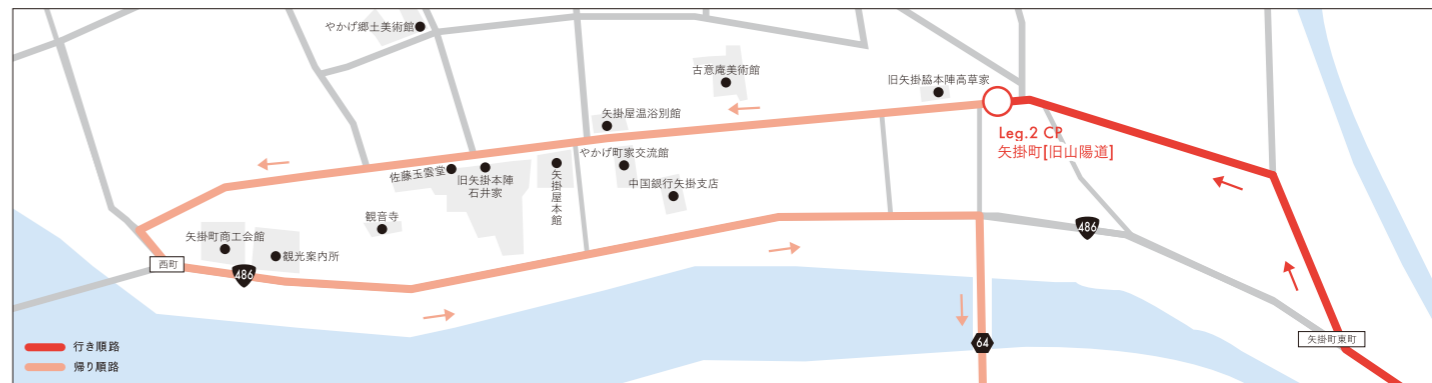 やかげ郷土美術館
古意庵美術館
旧矢掛脇本陣高草家
矢掛屋温浴別館
Leg.2 CP
矢掛町[旧山陽道]
やかげ町家交流館
佐藤玉雲堂
旧矢掛本陣
石井家
矢掛屋本館
中国銀行矢掛支店
観音寺
486
矢掛町商工会館
観光案内所
西町
486
64
矢掛町東町
行き順路
帰り順路